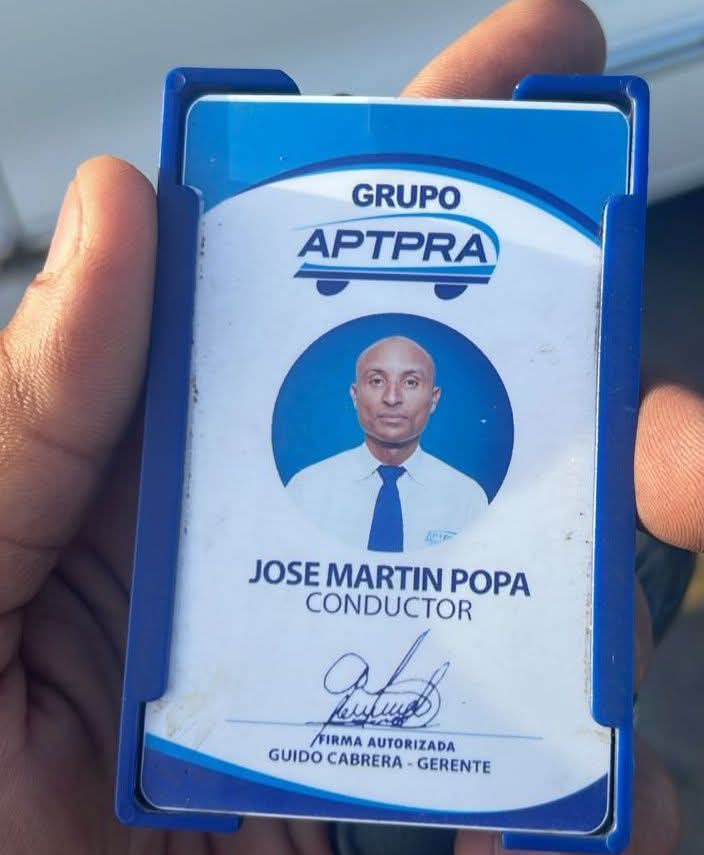 GRUPO
APTPRA
JOSE MARTIN POPA
CONDUCTOR
FIRMA AUTORIZADA
GUIDO CABRERA - GERENTE